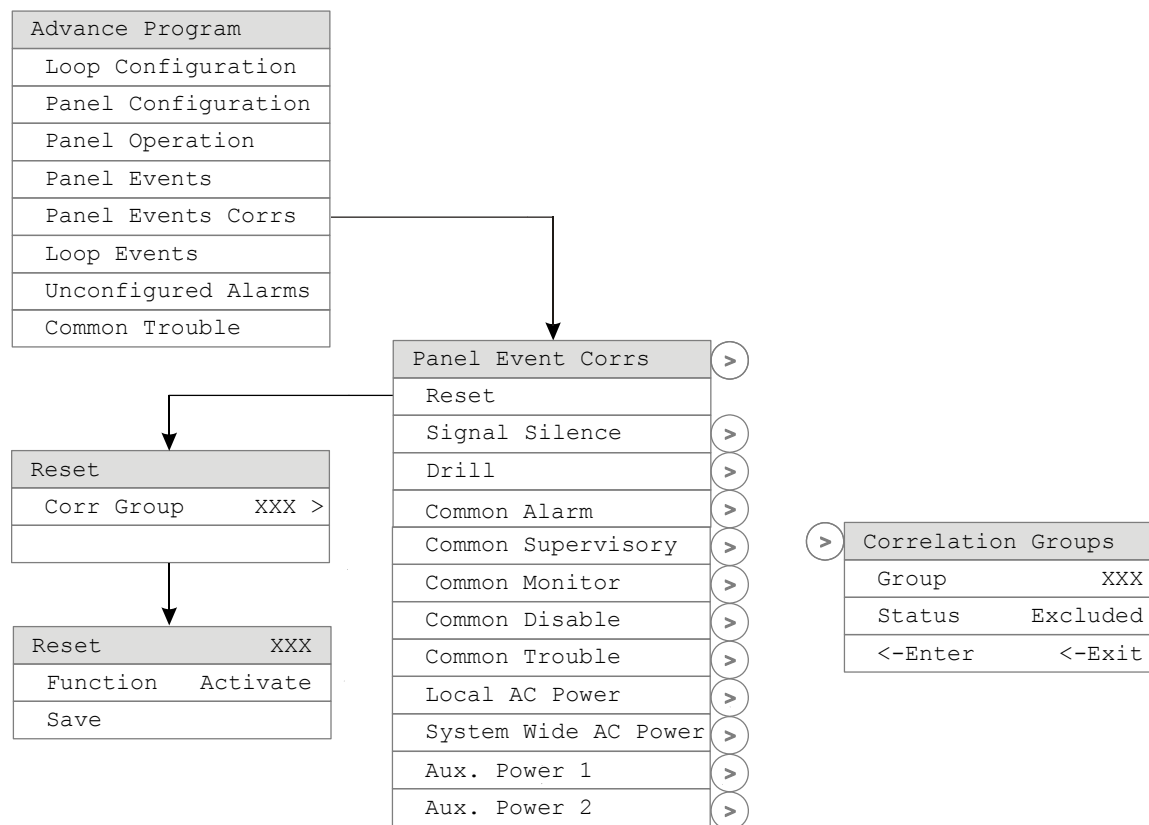 Advance Program
Loop Configuration
Panel Configuration
Panel Operation
Panel Events
Panel Events Corrs
Loop Events
Unconfigured Alarms
Common Trouble
Panel Event Corrs >
Reset
Signal Silence >
Drill >
Common Alarm >
Common Supervisory >
Common Monitor >
Common Disable >
Common Trouble >
Local AC Power >
System Wide AC Power >
Aux. Power 1 >
Aux. Power 2 >
Reset
Corr Group XXX >
Reset XXX
Function Activate
Save
> Correlation Groups
Group XXX
Status Excluded
<-Enter <-Exit